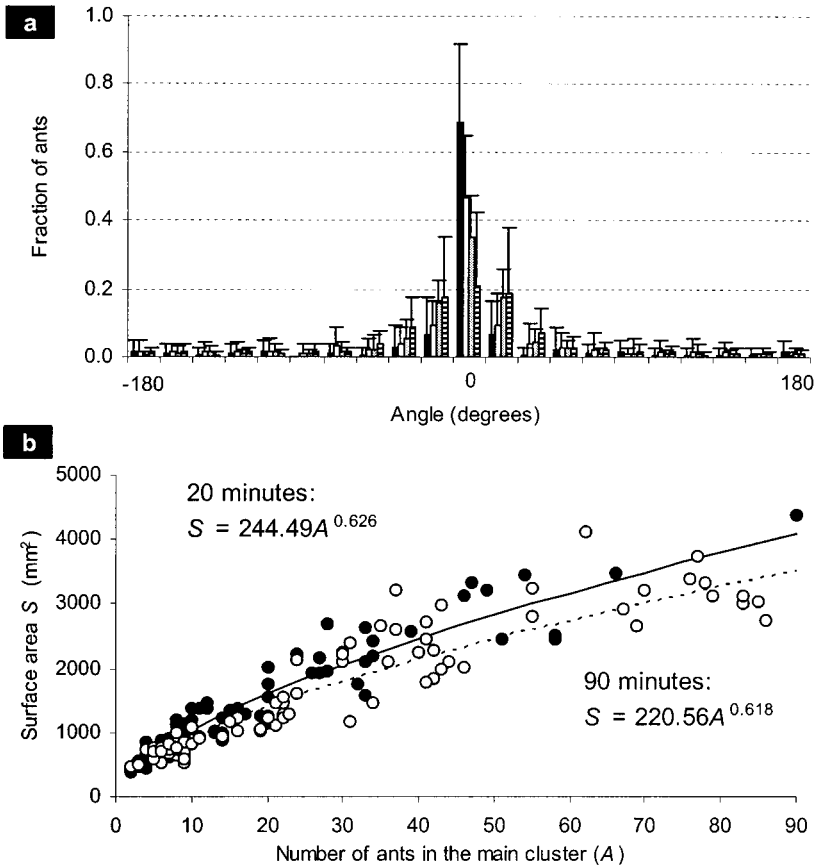 a
1.0
0.8
0.6
0.4
0.2
0.0
Fraction of ants
-180 0 180
Angle (degrees)
b
5000
4000
3000
2000
1000
0
Surface area S (mm²)
20 minutes:
S = 244.49A^0.626
90 minutes:
S = 220.56A^0.618
0 10 20 30 40 50 60 70 80 90
Number of ants in the main cluster (A)